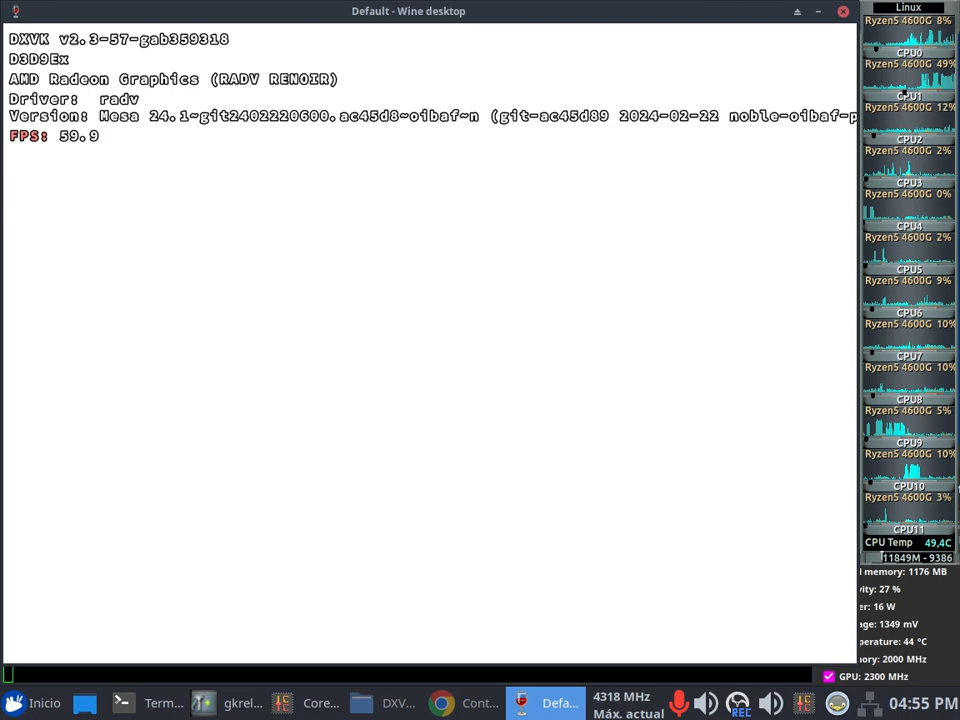 Default - Wine desktop
DXVK v2.3-57-gab359318
D3D9Ex
AMD Radeon Graphics (RADV RENOIR)
Driver: radv
Version: Mesa 24.1~git2402220600.ac45d8~oibaf~n (git-ac45d89 2024-02-22 noble-oibaf-p
FPS: 59.9
Linux
Ryzen5 4600G 8%
CPU0
Ryzen5 4600G 49%
CPU1
Ryzen5 4600G 12%
CPU2
Ryzen5 4600G 2%
CPU3
Ryzen5 4600G 0%
CPU4
Ryzen5 4600G 2%
CPU5
Ryzen5 4600G 9%
CPU6
Ryzen5 4600G 10%
CPU7
Ryzen5 4600G 10%
CPU8
Ryzen5 4600G 5%
CPU9
Ryzen5 4600G 10%
CPU10
Ryzen5 4600G 3%
CPU11
CPU Temp 49,4C
11849M - 9386
memory: 1176 MB
vity: 27 %
er: 16 W
age: 1349 mV
perature: 44 °C
nory: 2000 MHz
GPU: 2300 MHz
Inicio
Term...
gkrel...
Core...
DXV...
Cont...
Defa...
4318 MHz
Máx. actual
REC
04:55 PM